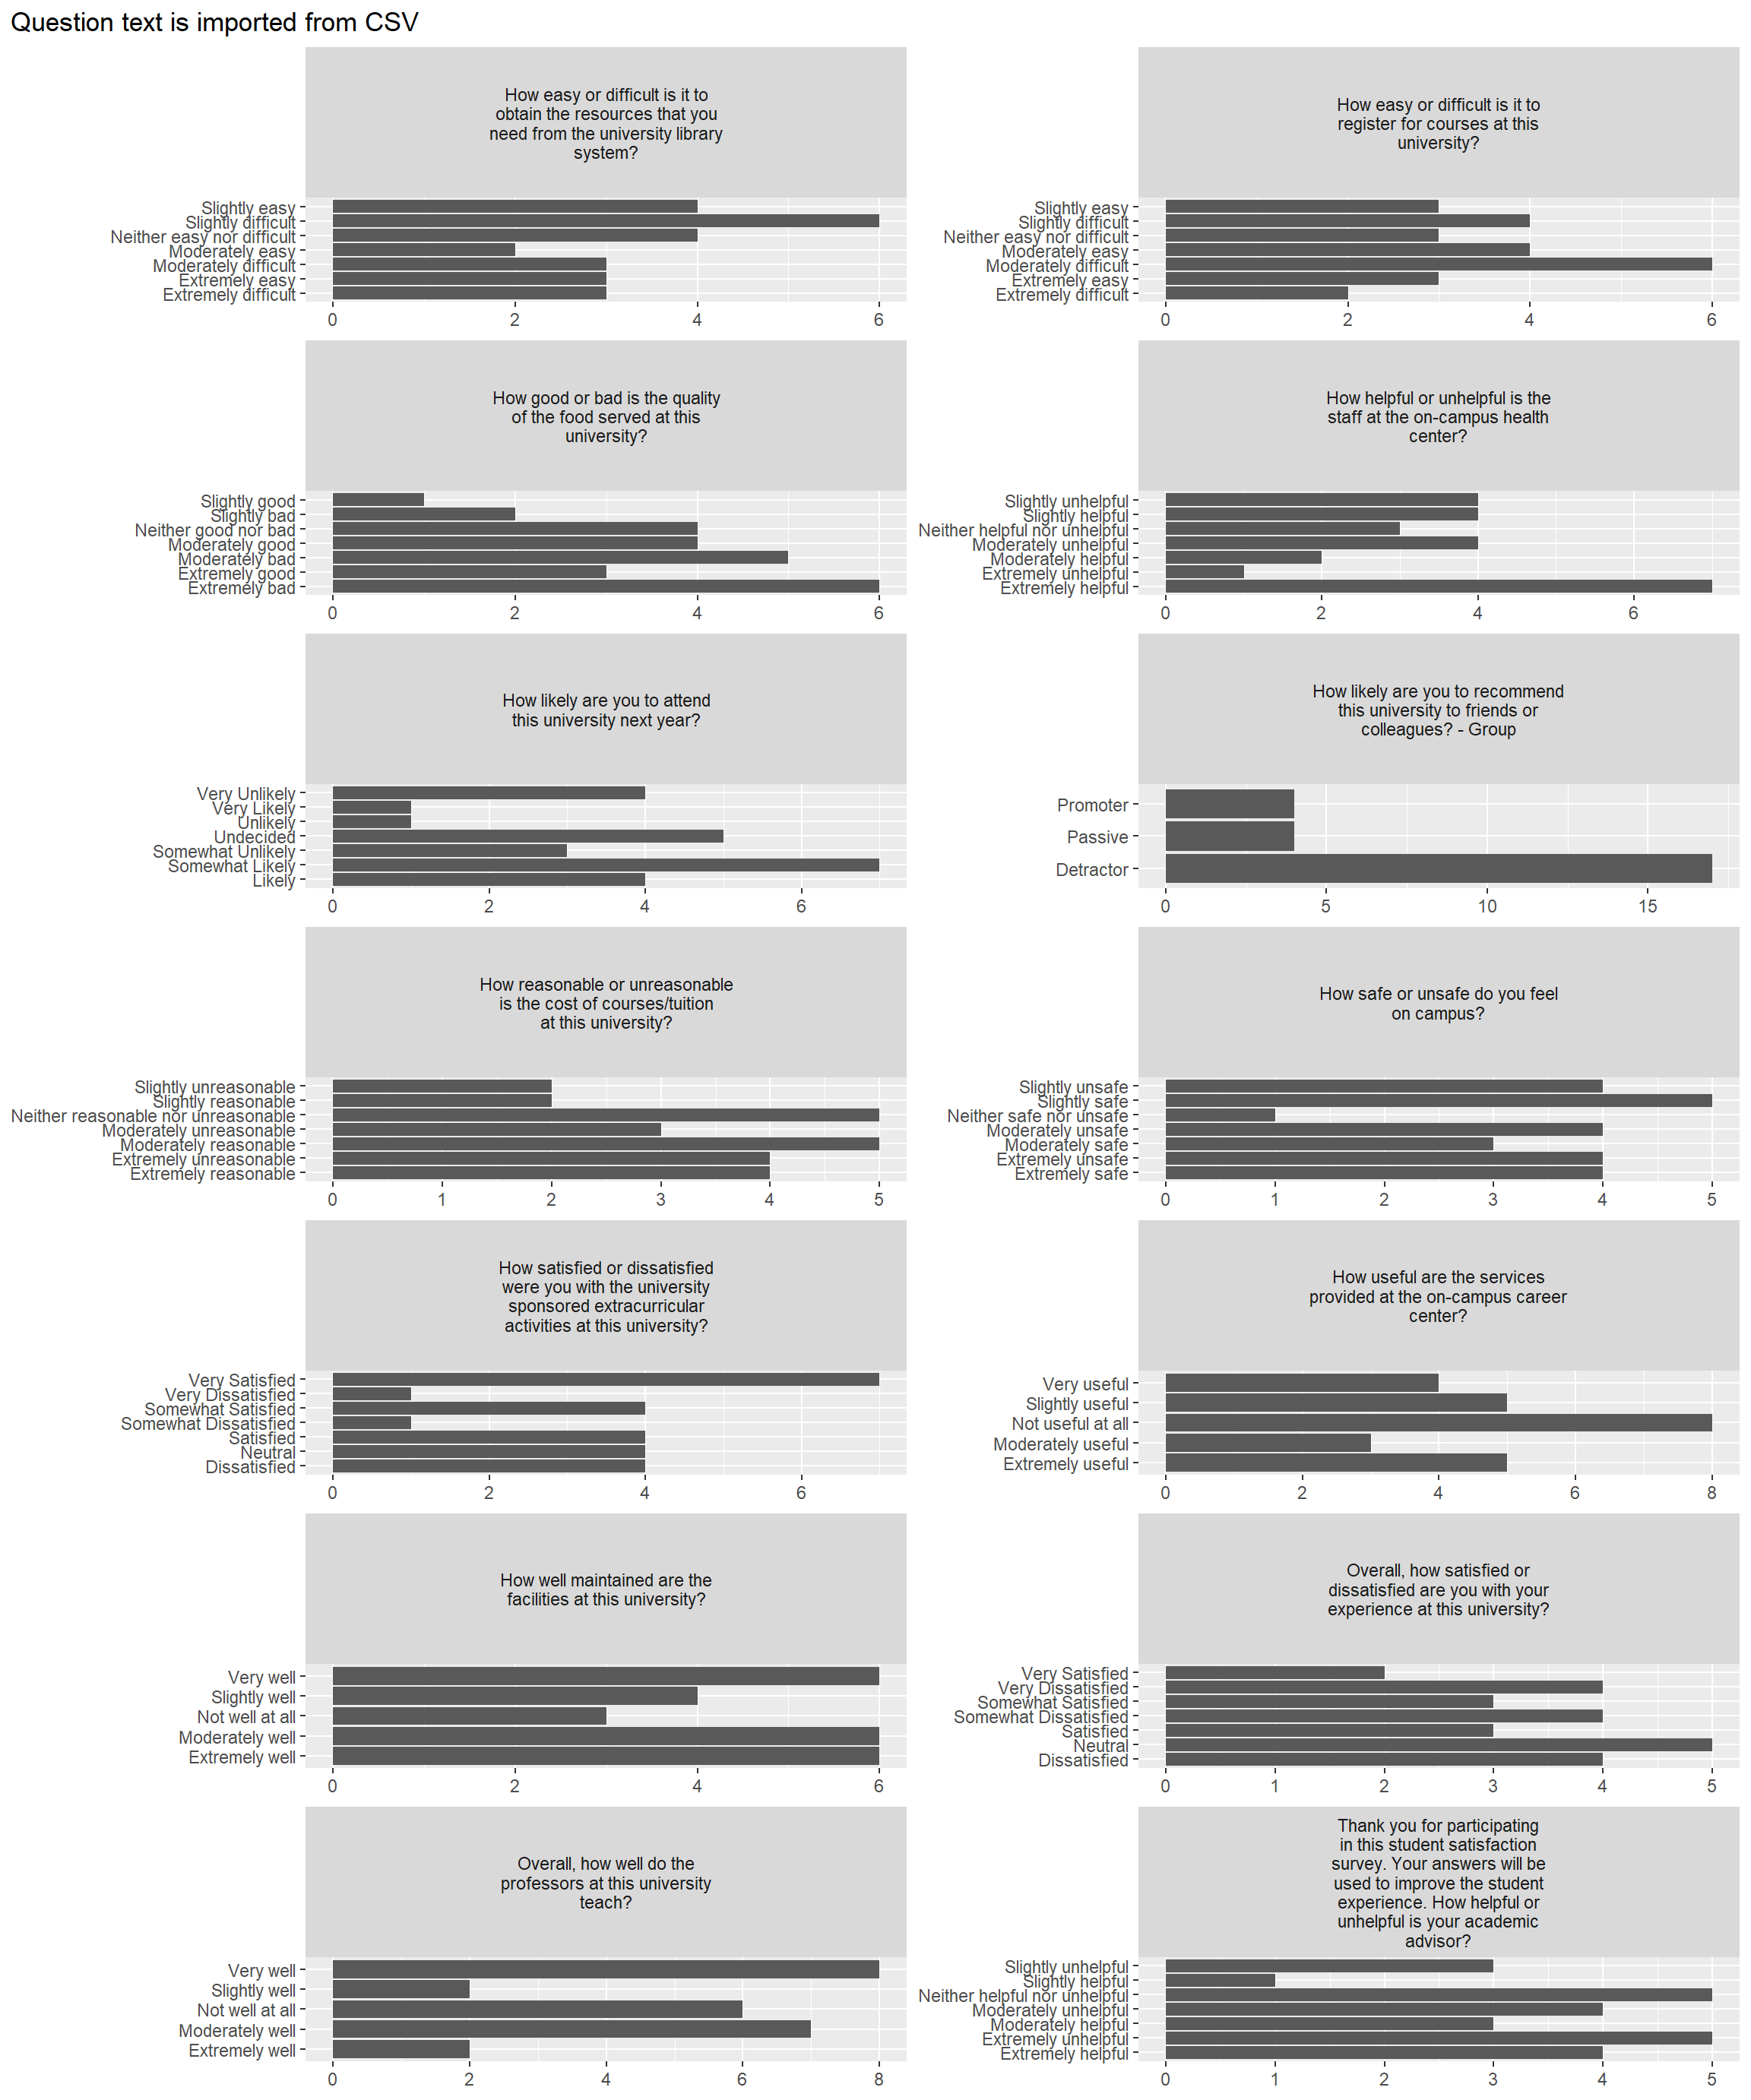 Question text is imported from CSV
How easy or difficult is it to
obtain the resources that you
need from the university library
system?
Slightly easy
Slightly difficult
Neither easy nor difficult
Moderately easy
Moderately difficult
Extremely easy
Extremely difficult
0 2 4 6
How easy or difficult is it to
register for courses at this
university?
Slightly easy
Slightly difficult
Neither easy nor difficult
Moderately easy
Moderately difficult
Extremely easy
Extremely difficult
0 2 4 6
How good or bad is the quality
of the food served at this
university?
Slightly good
Slightly bad
Neither good nor bad
Moderately good
Moderately bad
Extremely good
Extremely bad
0 2 4 6
How helpful or unhelpful is the
staff at the on-campus health
center?
Slightly unhelpful
Slightly helpful
Neither helpful nor unhelpful
Moderately unhelpful
Moderately helpful
Extremely unhelpful
Extremely helpful
0 2 4 6
How likely are you to attend
this university next year?
Very Unlikely
Very Likely
Unlikely
Undecided
Somewhat Unlikely
Somewhat Likely
Likely
0 2 4 6
How likely are you to recommend
this university to friends or
colleagues? - Group
Promoter
Passive
Detractor
0 5 10 15
How reasonable or unreasonable
is the cost of courses/tuition
at this university?
Slightly unreasonable
Slightly reasonable
Neither reasonable nor unreasonable
Moderately unreasonable
Moderately reasonable
Extremely unreasonable
Extremely reasonable
0 1 2 3 4 5
How safe or unsafe do you feel
on campus?
Slightly unsafe
Slightly safe
Neither safe nor unsafe
Moderately unsafe
Moderately safe
Extremely unsafe
Extremely safe
0 1 2 3 4 5
How satisfied or dissatisfied
were you with the university
sponsored extracurricular
activities at this university?
Very Satisfied
Very Dissatisfied
Somewhat Satisfied
Somewhat Dissatisfied
Satisfied
Neutral
Dissatisfied
0 2 4 6
How useful are the services
provided at the on-campus career
center?
Very useful
Slightly useful
Not useful at all
Moderately useful
Extremely useful
0 2 4 6 8
How well maintained are the
facilities at this university?
Very well
Slightly well
Not well at all
Moderately well
Extremely well
0 2 4 6
Overall, how satisfied or
dissatisfied are you with your
experience at this university?
Very Satisfied
Very Dissatisfied
Somewhat Satisfied
Somewhat Dissatisfied
Satisfied
Neutral
Dissatisfied
0 1 2 3 4 5
Overall, how well do the
professors at this university
teach?
Very well
Slightly well
Not well at all
Moderately well
Extremely well
0 2 4 6 8
Thank you for participating
in this student satisfaction
survey. Your answers will be
used to improve the student
experience. How helpful or
unhelpful is your academic
advisor?
Slightly unhelpful
Slightly helpful
Neither helpful nor unhelpful
Moderately unhelpful
Moderately helpful
Extremely unhelpful
Extremely helpful
0 1 2 3 4 5